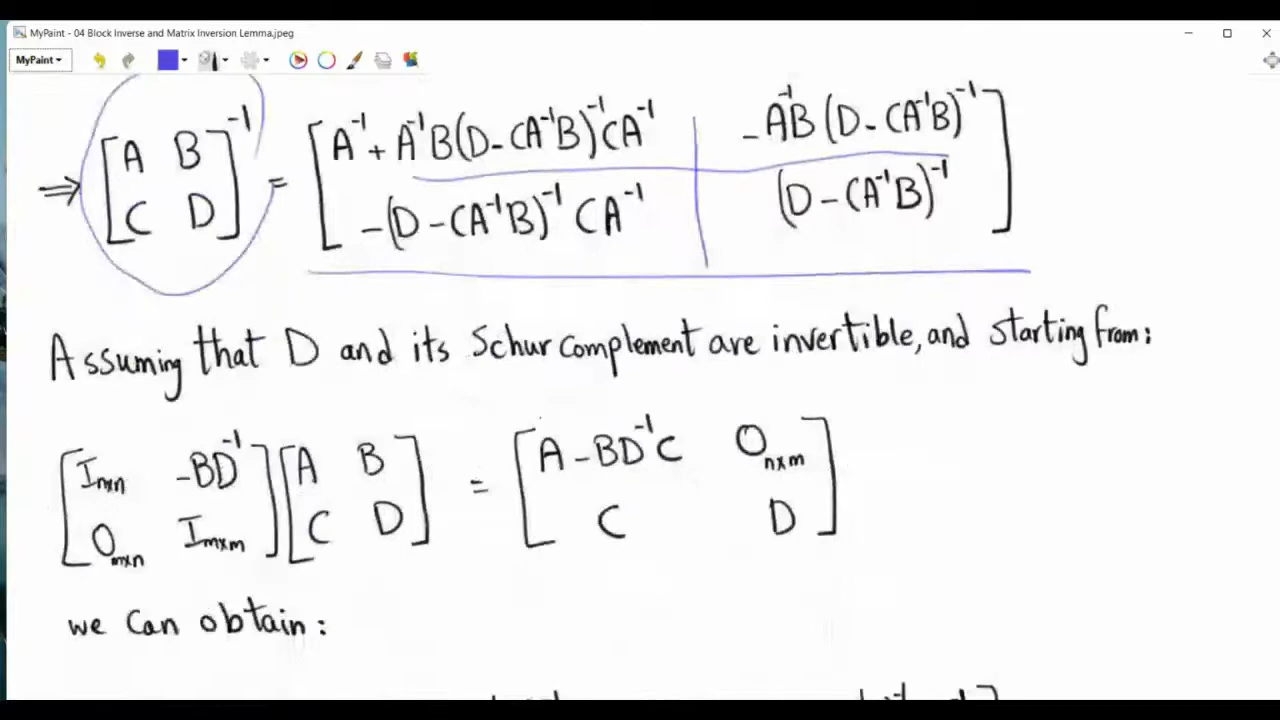 MyPaint - 04 Block Inverse and Matrix Inversion Lemma.jpeg
MyPaint
⇒ [A B; C D]⁻¹ = [A⁻¹ + A⁻¹B(D - CA⁻¹B)⁻¹CA⁻¹ | -A⁻¹B(D - CA⁻¹B)⁻¹
-(D - CA⁻¹B)⁻¹CA⁻¹ | (D - CA⁻¹B)⁻¹]
Assuming that D and its Schur complement are invertible, and starting from:
[Iₙₓₙ -BD⁻¹; Oₘₓₙ Iₘₓₘ] [A B; C D] = [A - BD⁻¹C Oₙₓₘ; C D]
we can obtain: